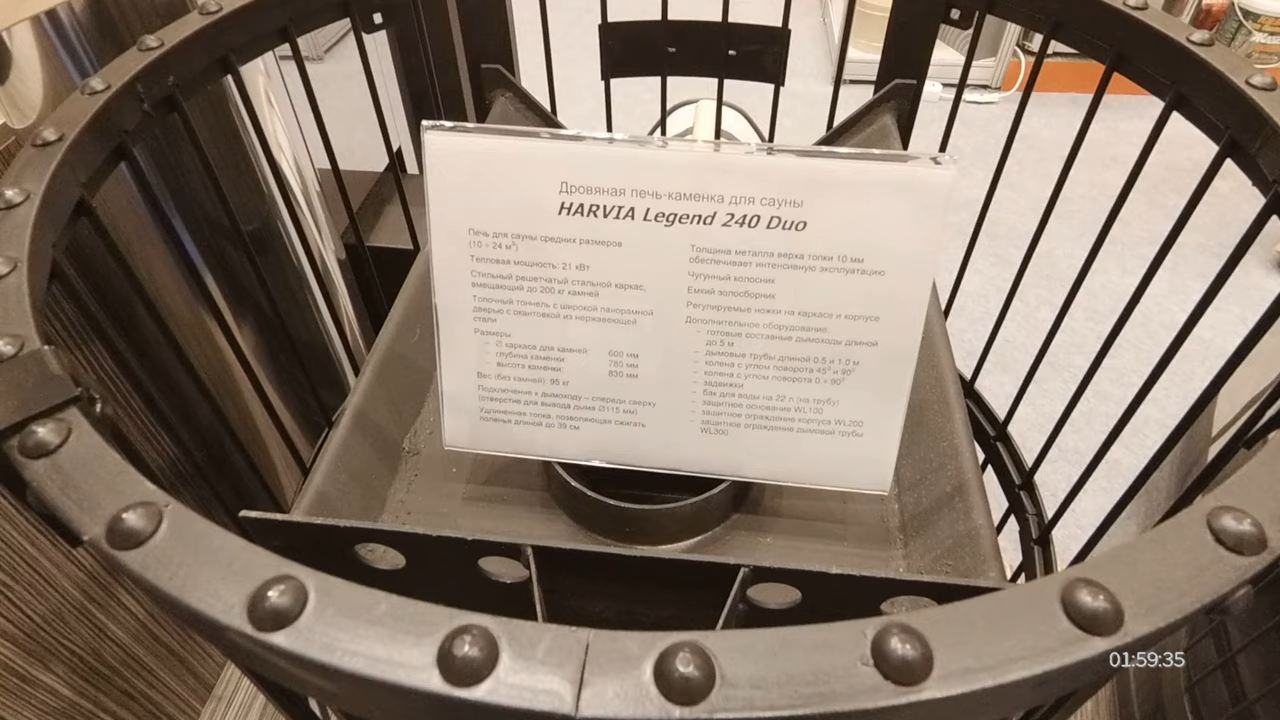 Дровяная печь-каменка для сауны
HARVIA Legend 240 Duo
Печь для сауны средних размеров
(10 ÷ 24 м³)
Тепловая мощность: 21 кВт
Стильный решетчатый стальной каркас,
вмещающий до 200 кг камней
Топочный тоннель с широкой панорамной
дверью с окантовкой из нержавеющей
стали
Размеры:
– Ø каркаса для камней: 600 мм
– глубина каменки: 780 мм
– высота каменки: 830 мм
Вес (без камней): 95 кг
Подключение к дымоходу – спереди сверху
(отверстие для вывода дыма Ø115 мм)
Удлиненная топка, позволяющая сжигать
поленья длиной до 39 см
Толщина металла верха топки 10 мм
обеспечивает интенсивную эксплуатацию
Чугунный колосник
Емкий золосборник
Регулируемые ножки на каркасе и корпусе
Дополнительное оборудование:
– готовые составные дымоходы длиной
до 5 м
– дымовые трубы длиной 0.5 и 1.0 м
– колена с углом поворота 45⁰ и 90⁰
– колена с углом поворота 0 ÷ 90⁰
– задвижки
– бак для воды на 22 л (на трубу)
– защитное основание WL100
– защитное ограждение корпуса WL200
– защитное ограждение дымовой трубы
WL300
01:59:35